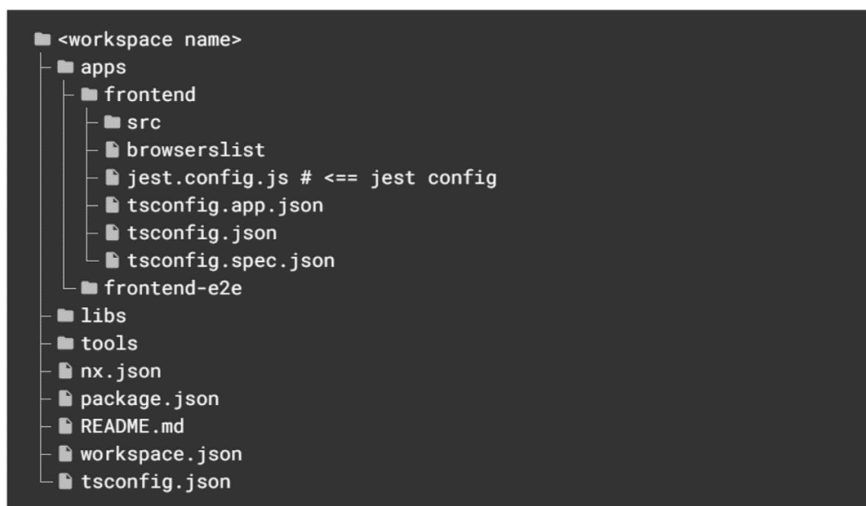 <workspace name>
apps
frontend
src
browserslist
jest.config.js # <== jest config
tsconfig.app.json
tsconfig.json
tsconfig.spec.json
frontend-e2e
libs
tools
nx.json
package.json
README.md
workspace.json
tsconfig.json